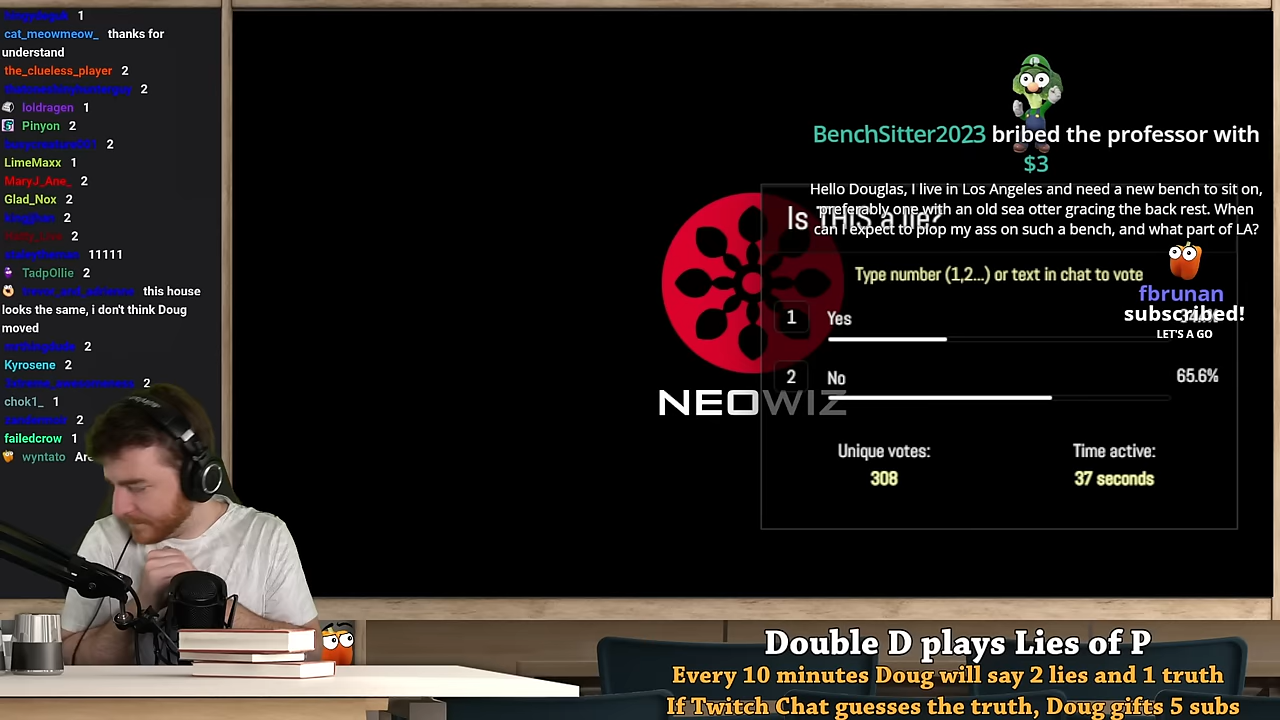 1
cat_meowmeow_ thanks for
understand
the_clueless_player 2
2
loldragen 1
Pinyon 2
2
LimeMaxx 1
MaryJ_Ane_ 2
Glad_Nox 2
2
2
11111
TadpOllie 2
this house
looks the same, i don't think Doug
moved
2
Kyrosene 2
2
chok1_ 1
2
failedcrow 1
wyntato
BenchSitter2023 bribed the professor with
$3
Hello Douglas, I live in Los Angeles and need a new bench to sit on,
preferably one with an old sea otter gracing the back rest. When
can I expect to plop my ass on such a bench, and what part of LA?
Is THIS a lie?
Type number (1,2...) or text in chat to vote
fbrunan
subscribed!
LET'S A GO
1 Yes
2 No 65.6%
NEOWIZ
Unique votes: Time active:
308 37 seconds
Double D plays Lies of P
Every 10 minutes Doug will say 2 lies and 1 truth
If Twitch Chat guesses the truth, Doug gifts 5 subs